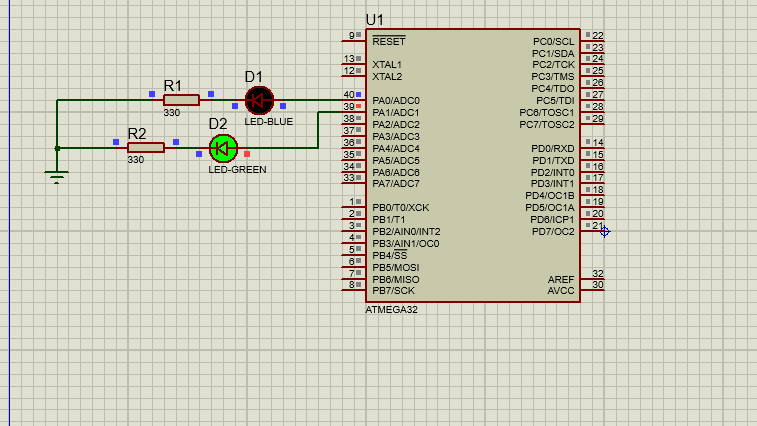 U1
9 RESET PC0/SCL 22
PC1/SDA 23
13 XTAL1 PC2/TCK 24
12 XTAL2 PC3/TMS 25
PC4/TDO 26
40 PA0/ADC0 PC5/TDI 27
39 PA1/ADC1 PC6/TOSC1 28
38 PA2/ADC2 PC7/TOSC2 29
37 PA3/ADC3
36 PA4/ADC4 PD0/RXD 14
35 PA5/ADC5 PD1/TXD 15
34 PA6/ADC6 PD2/INT0 16
33 PA7/ADC7 PD3/INT1 17
PD4/OC1B 18
1 PB0/T0/XCK PD5/OC1A 19
2 PB1/T1 PD6/ICP1 20
3 PB2/AIN0/INT2 PD7/OC2 21
4 PB3/AIN1/OC0
5 PB4/SS
6 PB5/MOSI
7 PB6/MISO AREF 32
8 PB7/SCK AVCC 30
ATMEGA32
R1
330
D1
LED-BLUE
R2
330
D2
LED-GREEN